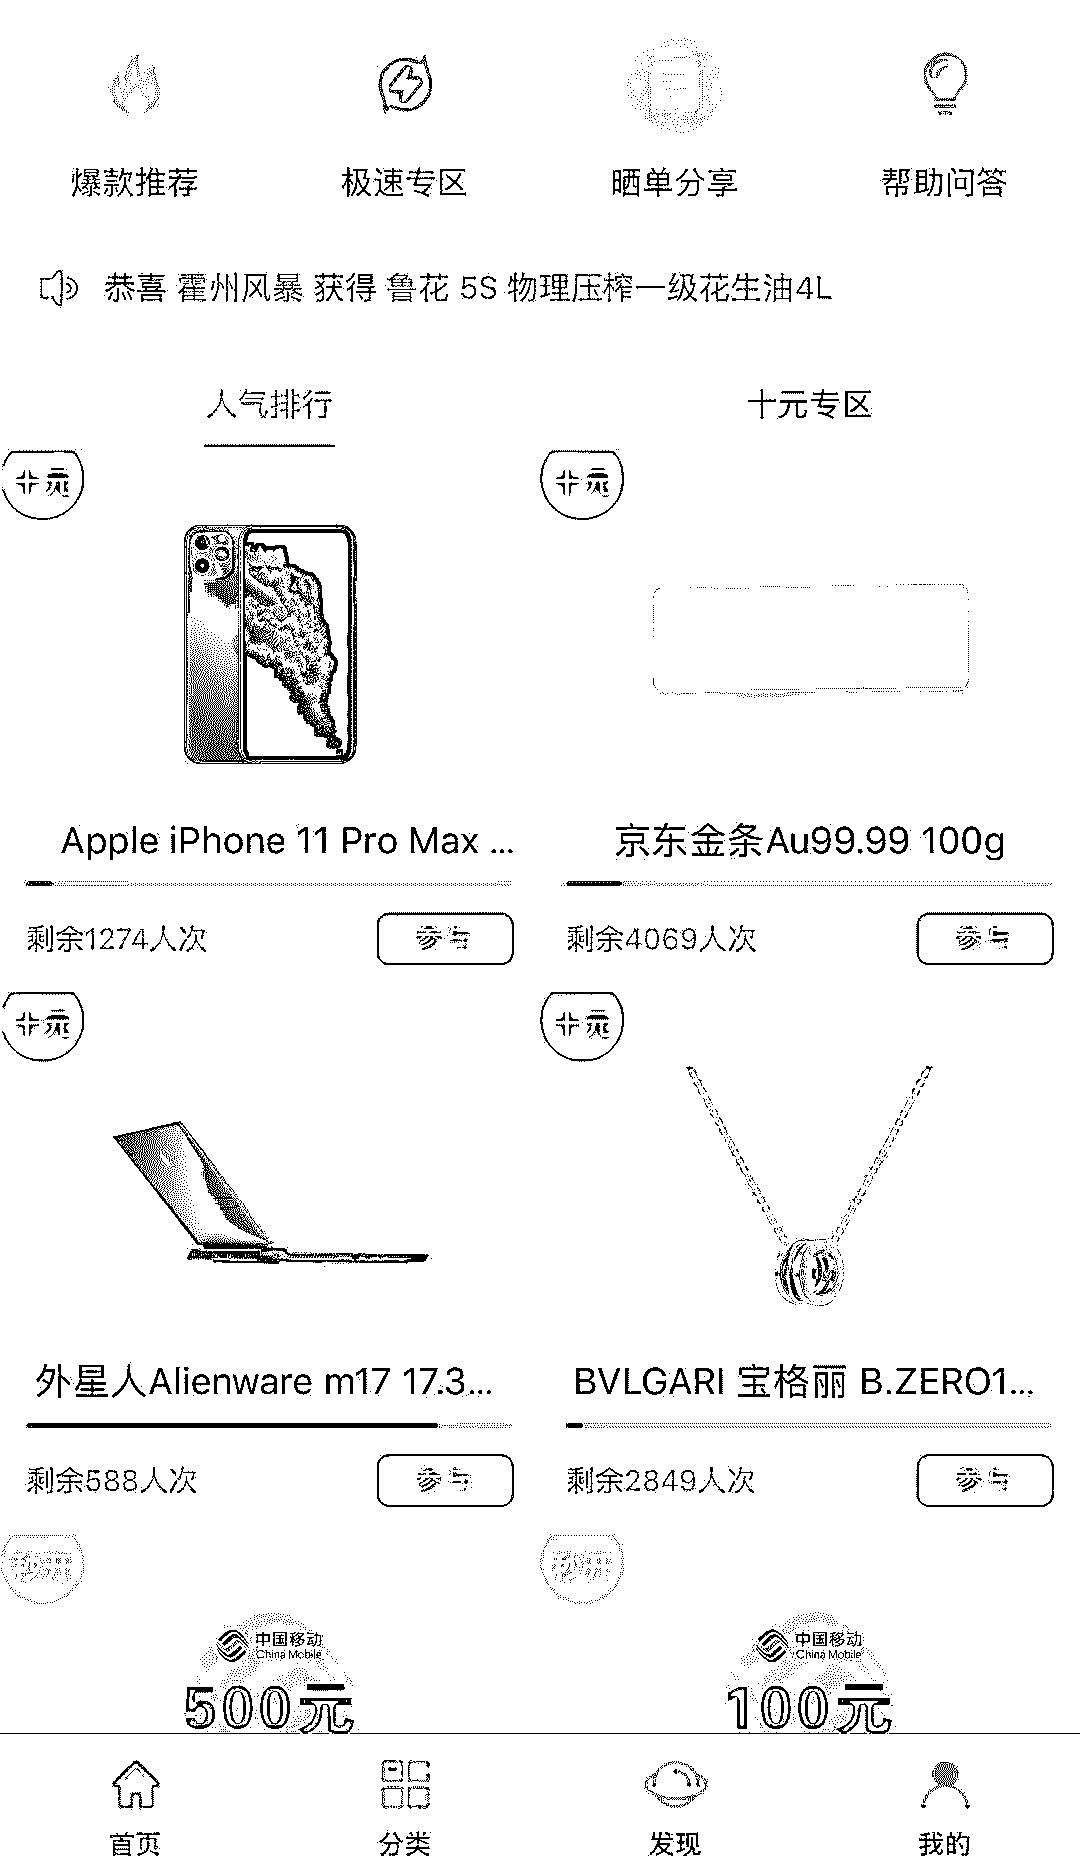 爆款推荐 极速专区 晒单分享 帮助问答
恭喜 霍州风暴 获得 鲁花 5S 物理压榨一级花生油4L
人气排行 十元专区
十元 十元
Apple iPhone 11 Pro Max ... 京东金条Au99.99 100g
剩余1274人次 参与 剩余4069人次 参与
十元 十元
外星人Alienware m17 17.3... BVLGARI 宝格丽 B.ZERO1...
剩余588人次 参与 剩余2849人次 参与
秒开 秒开
中国移动 中国移动
China Mobile China Mobile
500元 100元
首页 分类 发现 我的